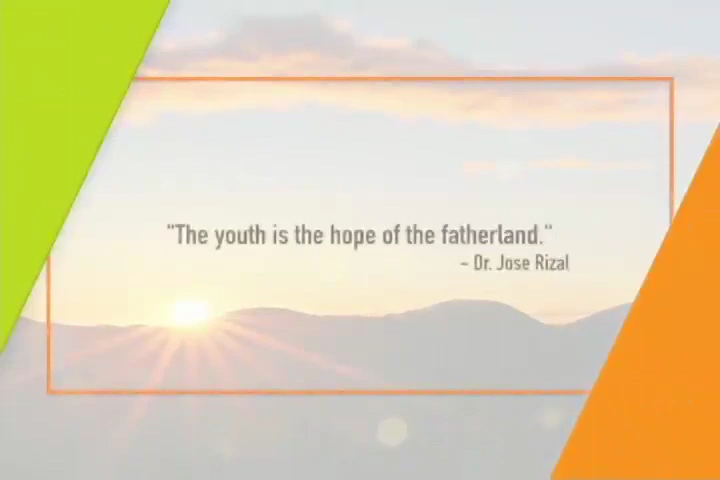 "The youth is the hope of the fatherland."
- Dr. Jose Rizal